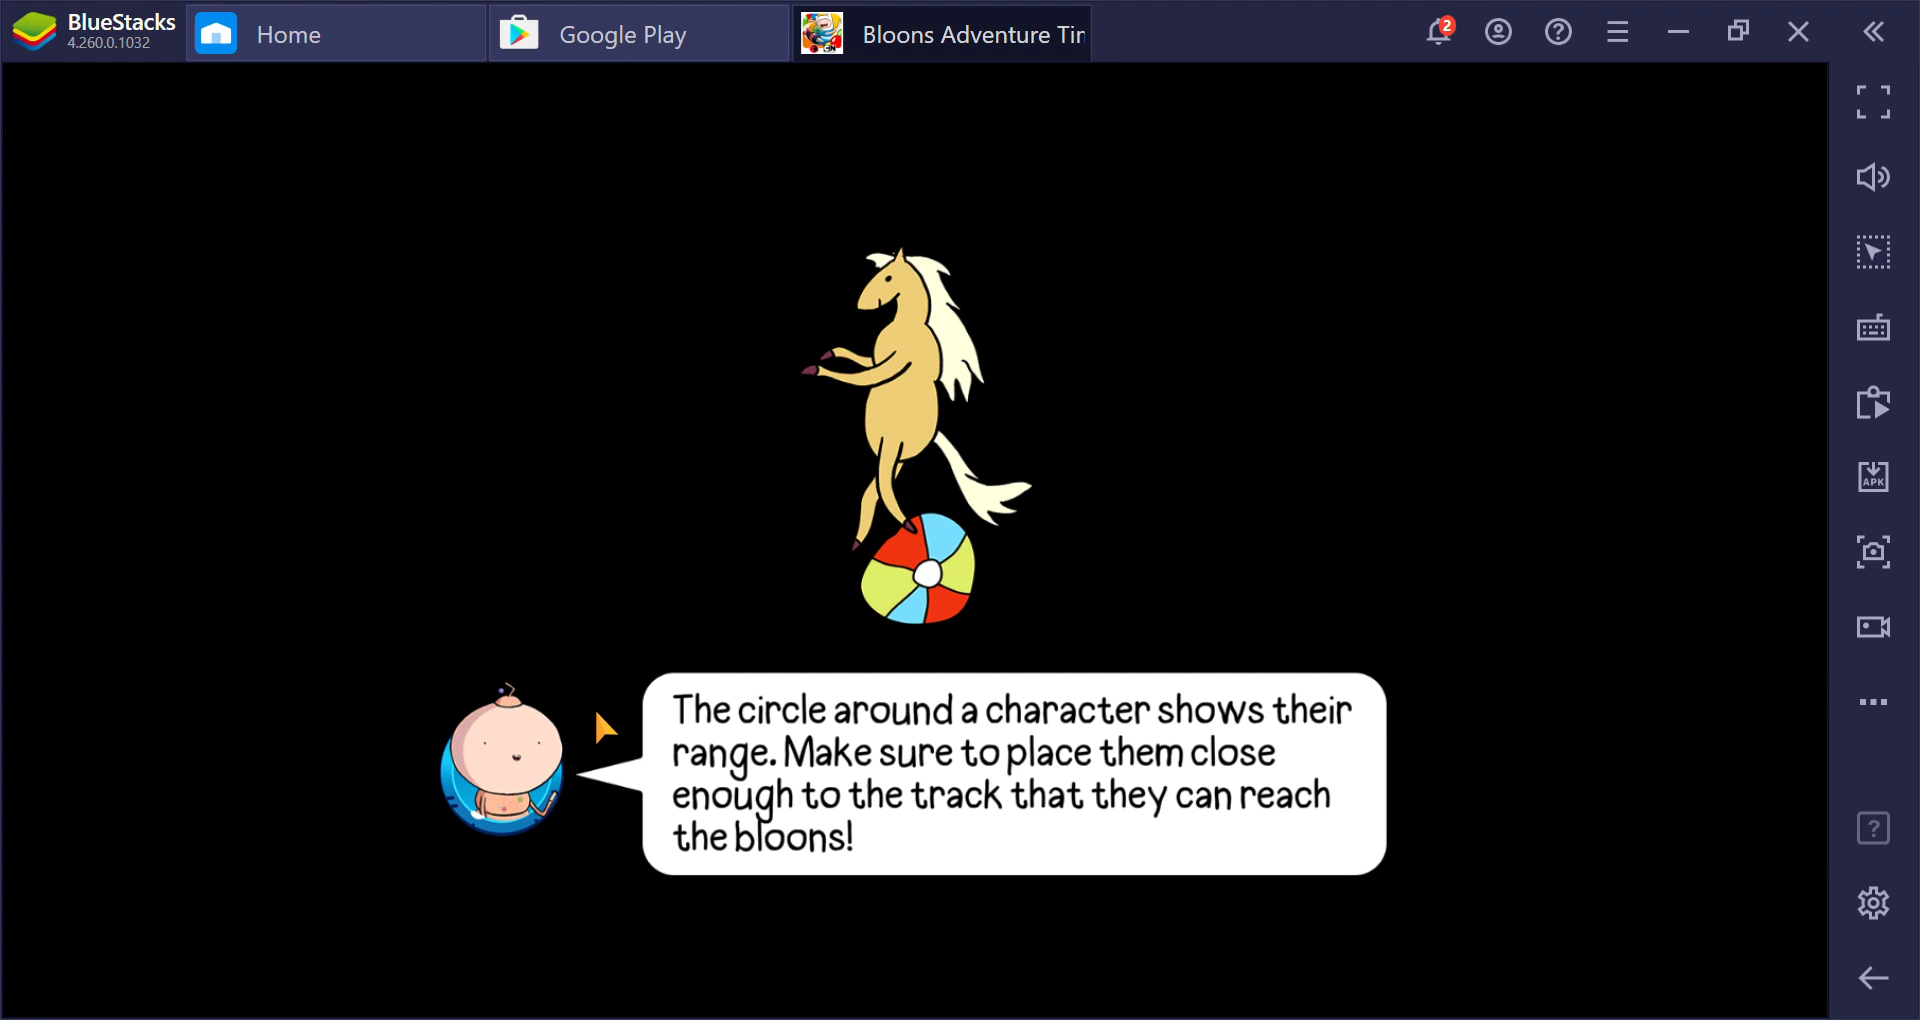 BlueStacks
4.260.0.1032
Home
Google Play
Bloons Adventure Tir
2
APK
The circle around a character shows their
range. Make sure to place them close
enough to the track that they can reach
the bloons!